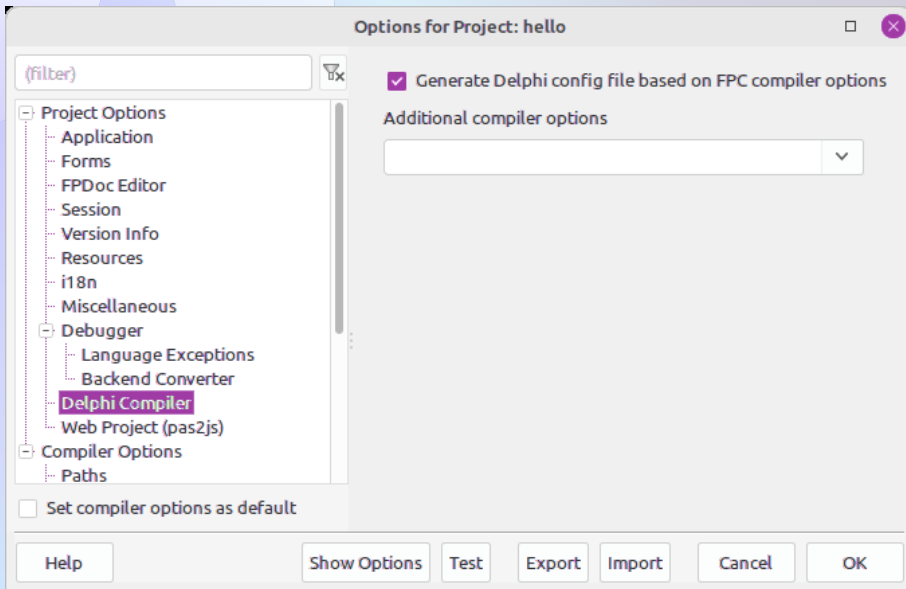 Options for Project: hello
(filter)
Project Options
Application
Forms
FPDoc Editor
Session
Version Info
Resources
i18n
Miscellaneous
Debugger
Language Exceptions
Backend Converter
Delphi Compiler
Web Project (pas2js)
Compiler Options
Paths
Set compiler options as default
Generate Delphi config file based on FPC compiler options
Additional compiler options
Help
Show Options
Test
Export
Import
Cancel
OK